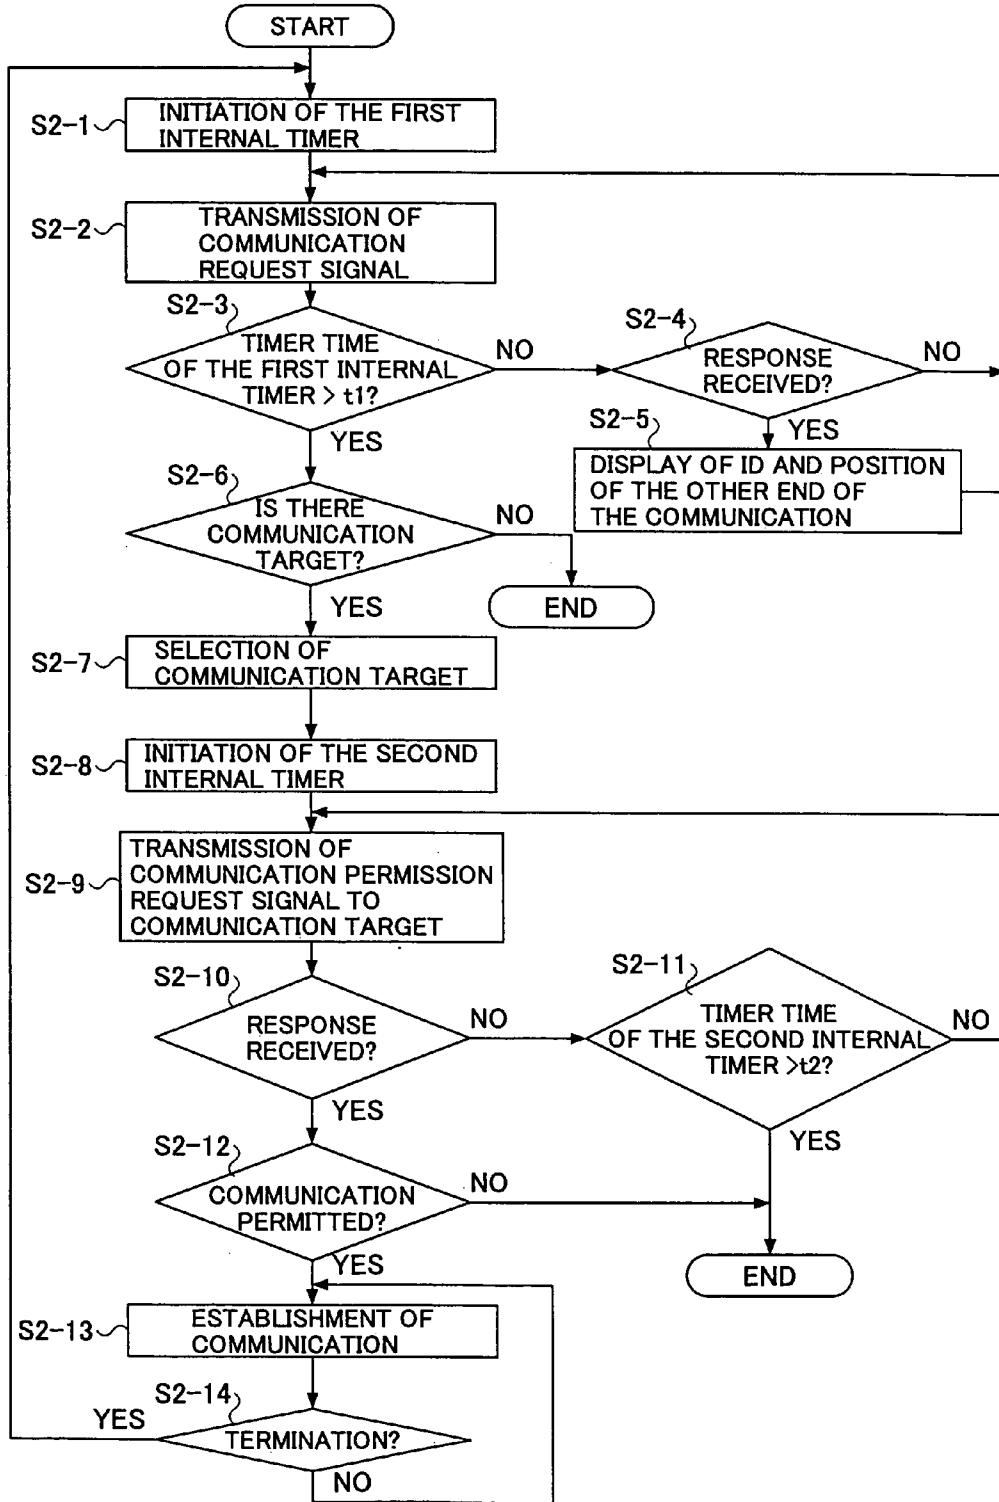 START
S2-1
INITIATION OF THE FIRST
INTERNAL TIMER
S2-2
TRANSMISSION OF
COMMUNICATION
REQUEST SIGNAL
S2-3
TIMER TIME
OF THE FIRST INTERNAL
TIMER > t1?
NO
YES
S2-4
RESPONSE
RECEIVED?
NO
YES
S2-5
DISPLAY OF ID AND POSITION
OF THE OTHER END OF
THE COMMUNICATION
S2-6
IS THERE
COMMUNICATION
TARGET?
NO
END
YES
S2-7
SELECTION OF
COMMUNICATION TARGET
S2-8
INITIATION OF THE SECOND
INTERNAL TIMER
S2-9
TRANSMISSION OF
COMMUNICATION PERMISSION
REQUEST SIGNAL TO
COMMUNICATION TARGET
S2-10
RESPONSE
RECEIVED?
NO
YES
S2-11
TIMER TIME
OF THE SECOND INTERNAL
TIMER >t2?
NO
YES
S2-12
COMMUNICATION
PERMITTED?
NO
YES
END
S2-13
ESTABLISHMENT OF
COMMUNICATION
S2-14
TERMINATION?
YES
NO